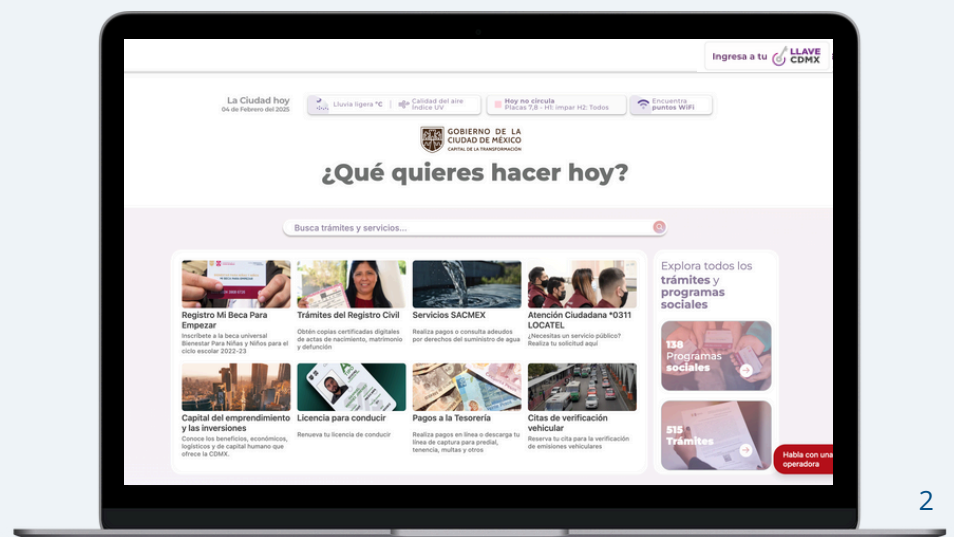 Ingresa a tu LLAVE CDMX
La Ciudad hoy
04 de Febrero del 2025
Lluvia ligera °C
Calidad del aire
Índice UV
Hoy no circula
Placas 7,8 - H1: impar H2: Todos
Encuentra
puntos WiFi
GOBIERNO DE LA
CIUDAD DE MÉXICO
CAPITAL DE LA TRANSFORMACIÓN
¿Qué quieres hacer hoy?
Busca trámites y servicios...
Registro Mi Beca Para
Empezar
Inscríbete a la beca universal
Bienestar Para Niñas y Niños para el
ciclo escolar 2022-23
Trámites del Registro Civil
Obtén copias certificadas digitales
de actas de nacimiento, matrimonio
y defunción
Servicios SACMEX
Realiza pagos o consulta adeudos
por derechos del suministro de agua
Atención Ciudadana *0311
LOCATEL
¿Necesitas un servicio público?
Realiza tu solicitud aquí
Capital del emprendimiento
y las inversiones
Conoce los beneficios, económicos,
logísticos y de capital humano que
ofrece la CDMX.
Licencia para conducir
Renueva tu licencia de conducir
Pagos a la Tesorería
Realiza pagos en línea o descarga tu
línea de captura para predial,
tenencia, multas y otros
Citas de verificación
vehicular
Reserva tu cita para la verificación
de emisiones vehiculares
Explora todos los
trámites y
programas
sociales
138
Programas
sociales
515
Trámites
Habla con una
operadora
2